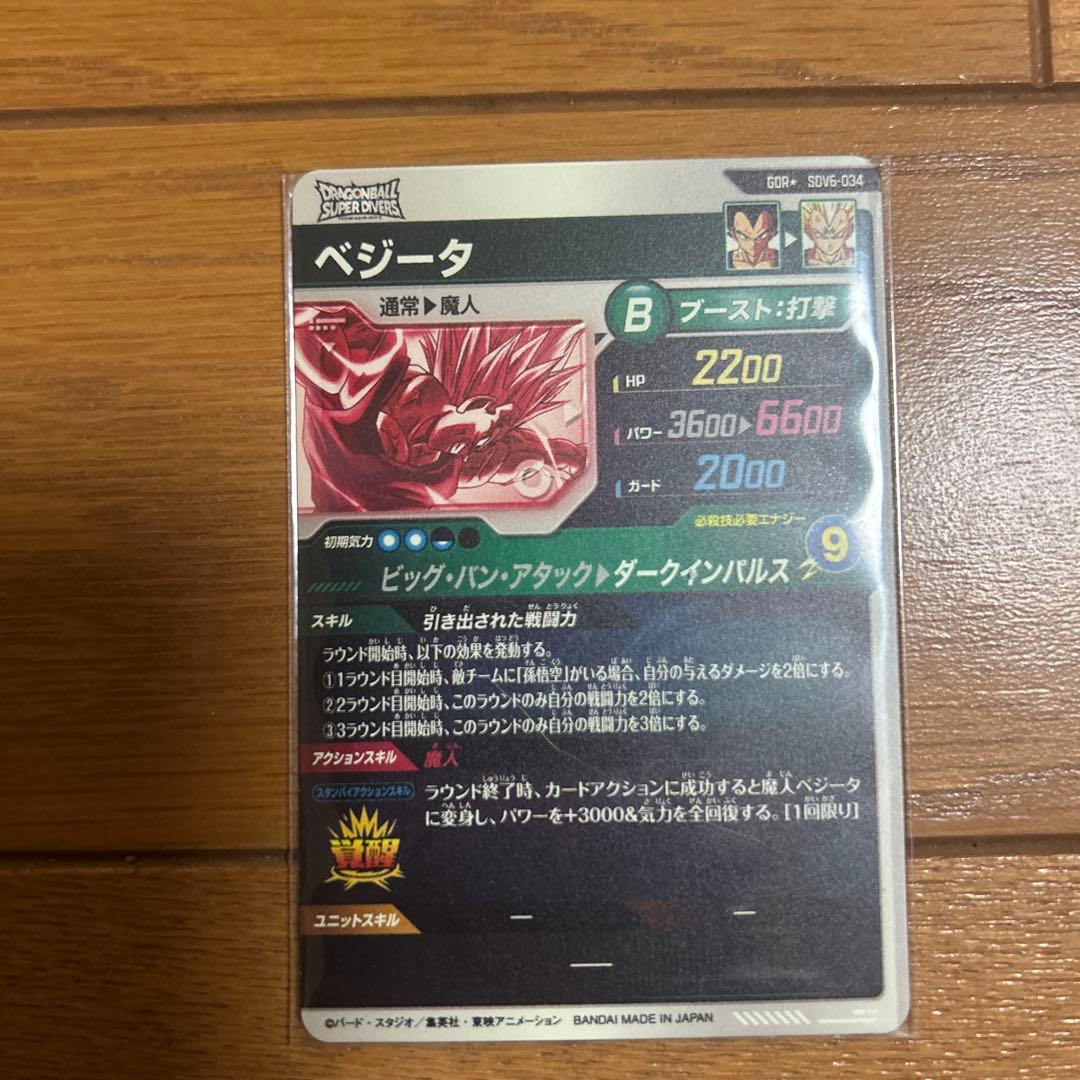 GDR★ SDV6-034
DRAGONBALL
SUPER DIVERS
ベジータ
通常▶魔人
B ブースト:打撃
HP 2200
パワー 3600▶6600
ガード 2000
必殺技必要エナジー
9
初期気力
ビッグ・バン・アタック▶ダークインパルス
スキル 引き出された戦闘力
ラウンド開始時、以下の効果を発動する。
①1ラウンド目開始時、敵チームに「孫悟空」がいる場合、自分の与えるダメージを2倍にする。
②2ラウンド目開始時、このラウンドのみ自分の戦闘力を2倍にする。
③3ラウンド目開始時、このラウンドのみ自分の戦闘力を3倍にする。
アクションスキル 魔人
スタンバイアクションスキル
覚醒
ラウンド終了時、カードアクションに成功すると魔人ベジータ
に変身し、パワーを+3000&気力を全回復する。[1回限り]
ユニットスキル — —
—
©バード・スタジオ/集英社・東映アニメーション BANDAI MADE IN JAPAN